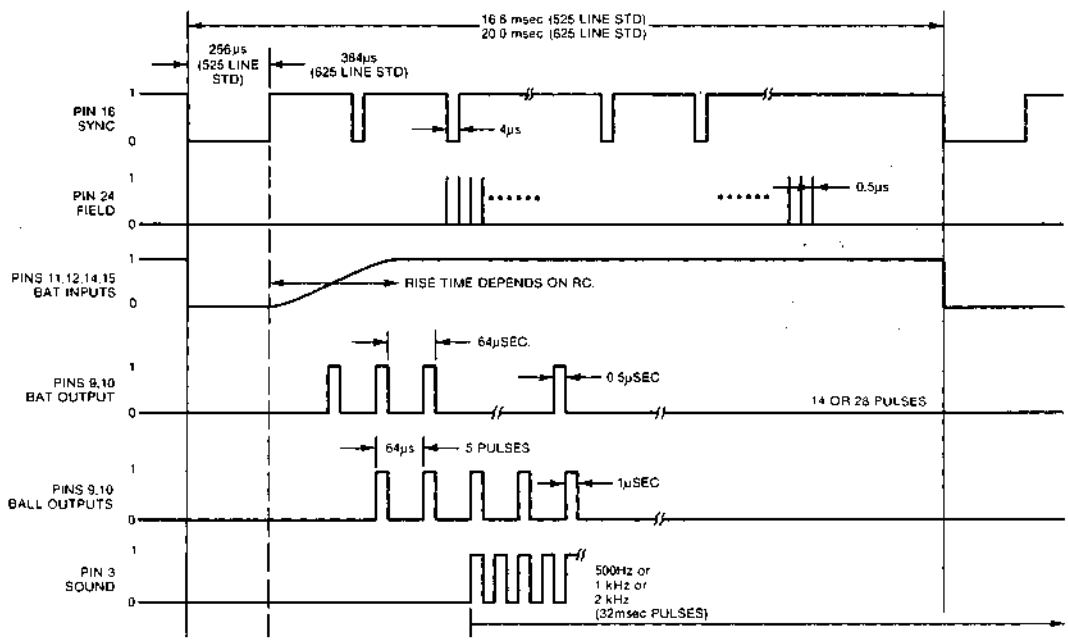 16.6 msec (525 LINE STD)
20.0 msec (625 LINE STD)
256μs
(525 LINE
STD)
384μs
(625 LINE STD)
PIN 16
SYNC
1
0
4μs
PIN 24
FIELD
1
0
0.5μs
PINS 11,12,14,15
BAT INPUTS
1
0
RISE TIME DEPENDS ON RC.
64μSEC.
PINS 9,10
BAT OUTPUT
1
0
0.5μSEC
14 OR 28 PULSES
64μs
5 PULSES
PINS 9,10
BALL OUTPUTS
1
0
1μSEC
PIN 3
SOUND
1
0
500Hz or
1 kHz or
2 kHz
(32msec PULSES)